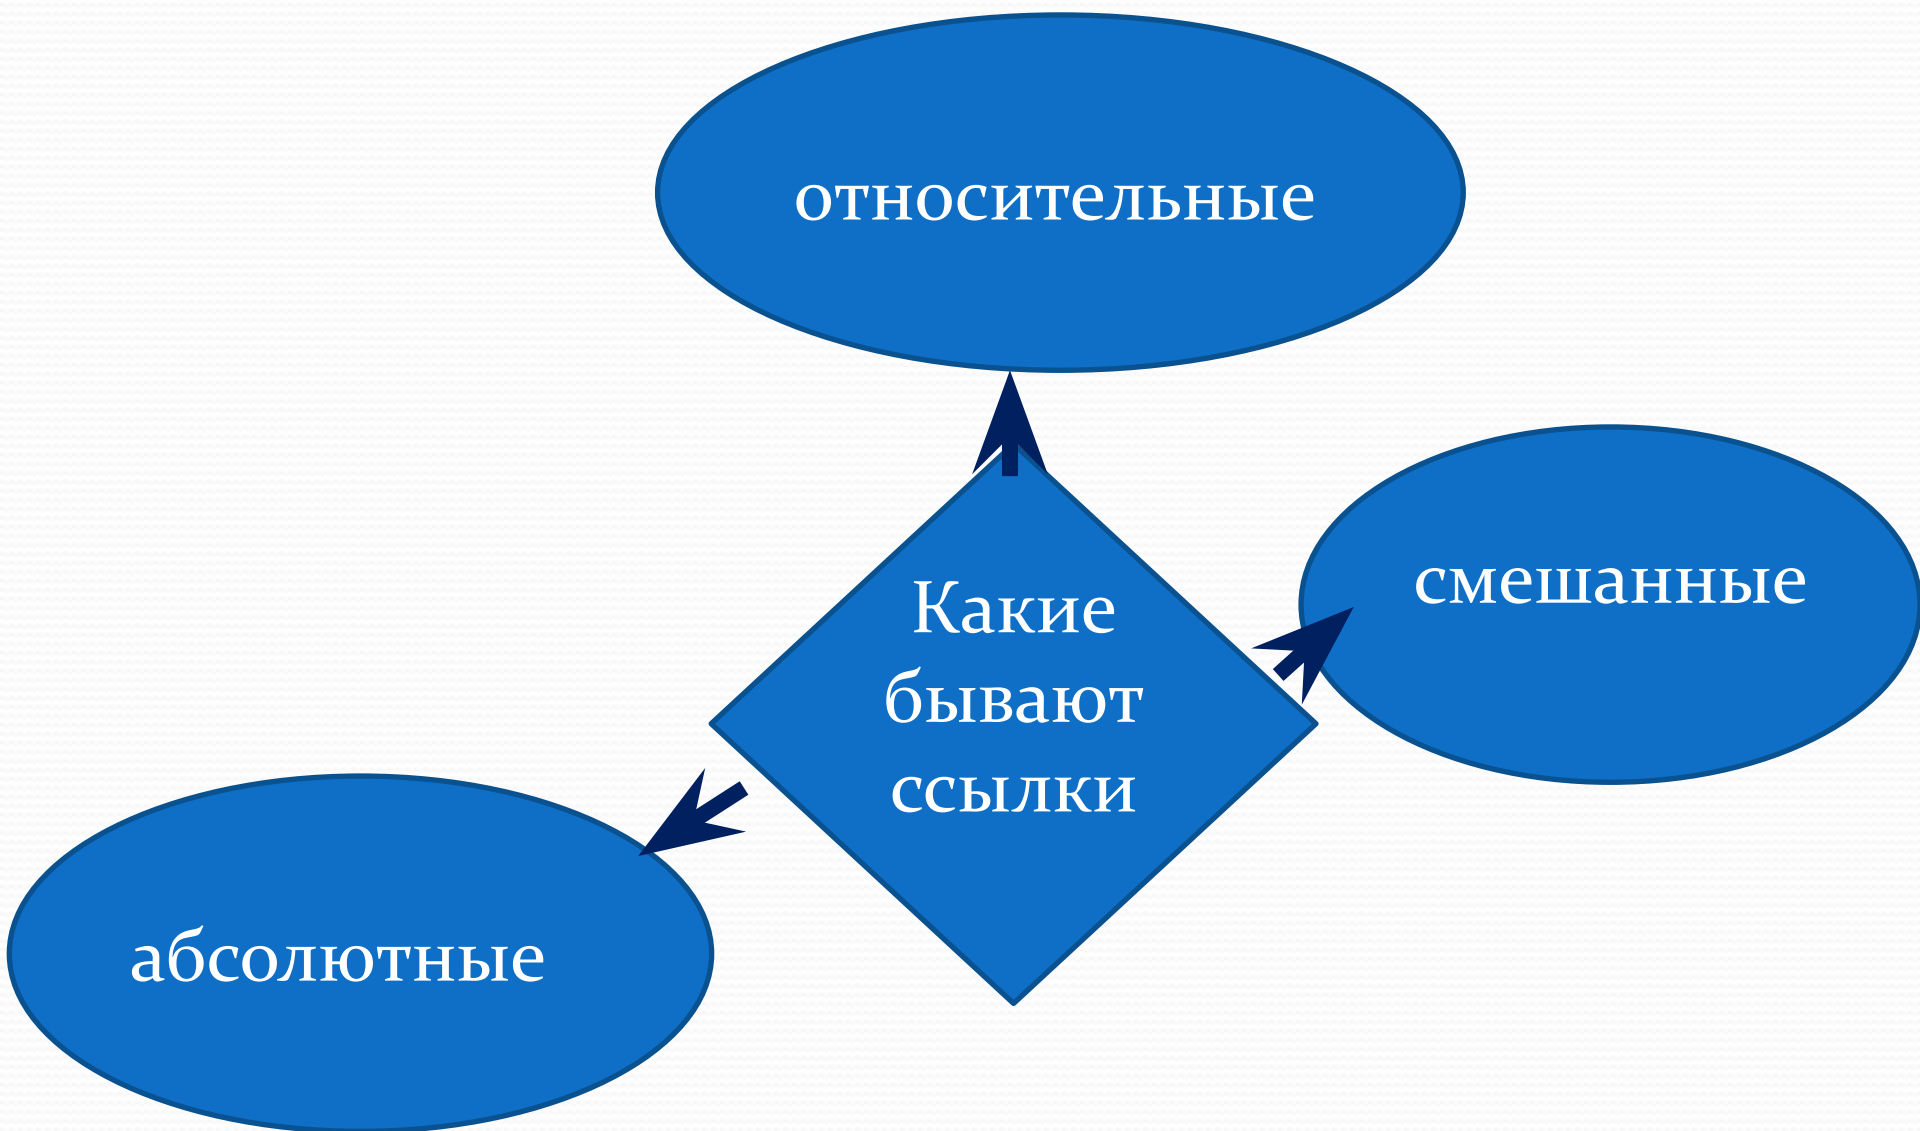 относительные
смешанные
Какие
бывают
ссылки
абсолютные